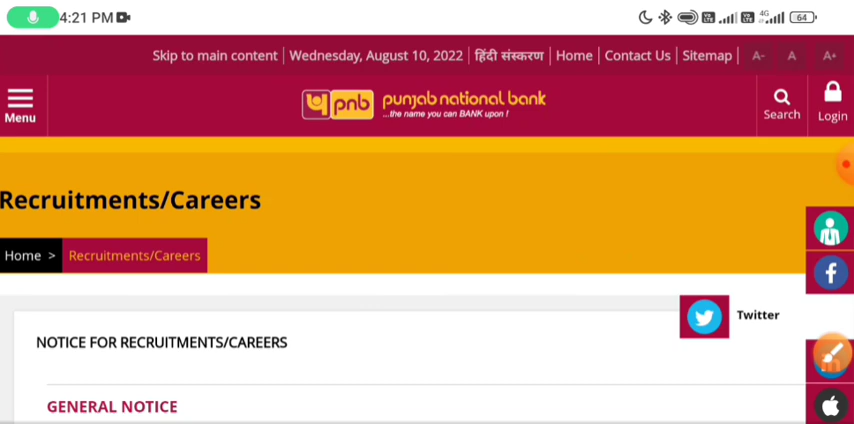 4:21 PM
4G
64
Skip to main content | Wednesday, August 10, 2022 | हिंदी संस्करण | Home | Contact Us | Sitemap | A- A A+
Menu
pnb punjab national bank
...the name you can BANK upon !
Search
Login
Recruitments/Careers
Home > Recruitments/Careers
Twitter
NOTICE FOR RECRUITMENTS/CAREERS
GENERAL NOTICE